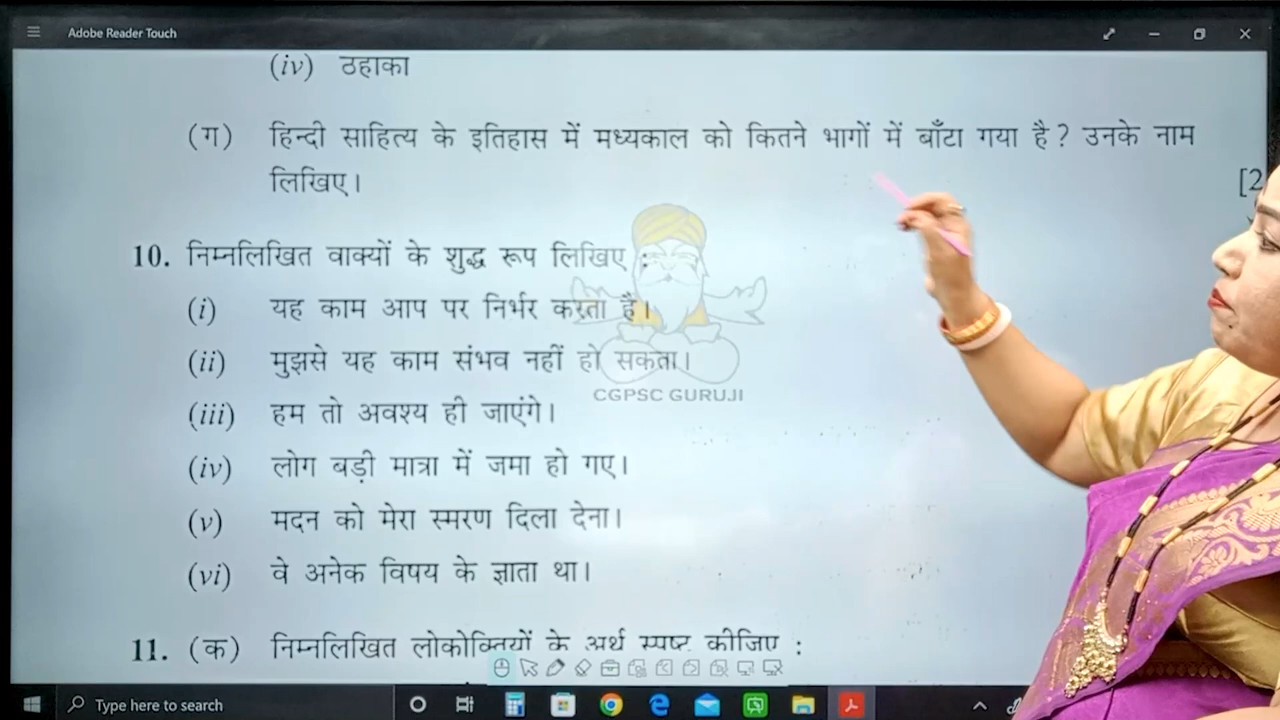 Adobe Reader Touch
(iv) ठहाका
(ग) हिन्दी साहित्य के इतिहास में मध्यकाल को कितने भागों में बाँटा गया है? उनके नाम
लिखिए। [2
10. निम्नलिखित वाक्यों के शुद्ध रूप लिखिए :
(i) यह काम आप पर निर्भर करता है।
(ii) मुझसे यह काम संभव नहीं हो सकता।
CGPSC GURUJI
(iii) हम तो अवश्य ही जाएंगे।
(iv) लोग बड़ी मात्रा में जमा हो गए।
(v) मदन को मेरा स्मरण दिला देना।
(vi) वे अनेक विषय के ज्ञाता था।
11. (क) निम्नलिखित लोकोक्तियों के अर्थ स्पष्ट कीजिए :
Type here to search